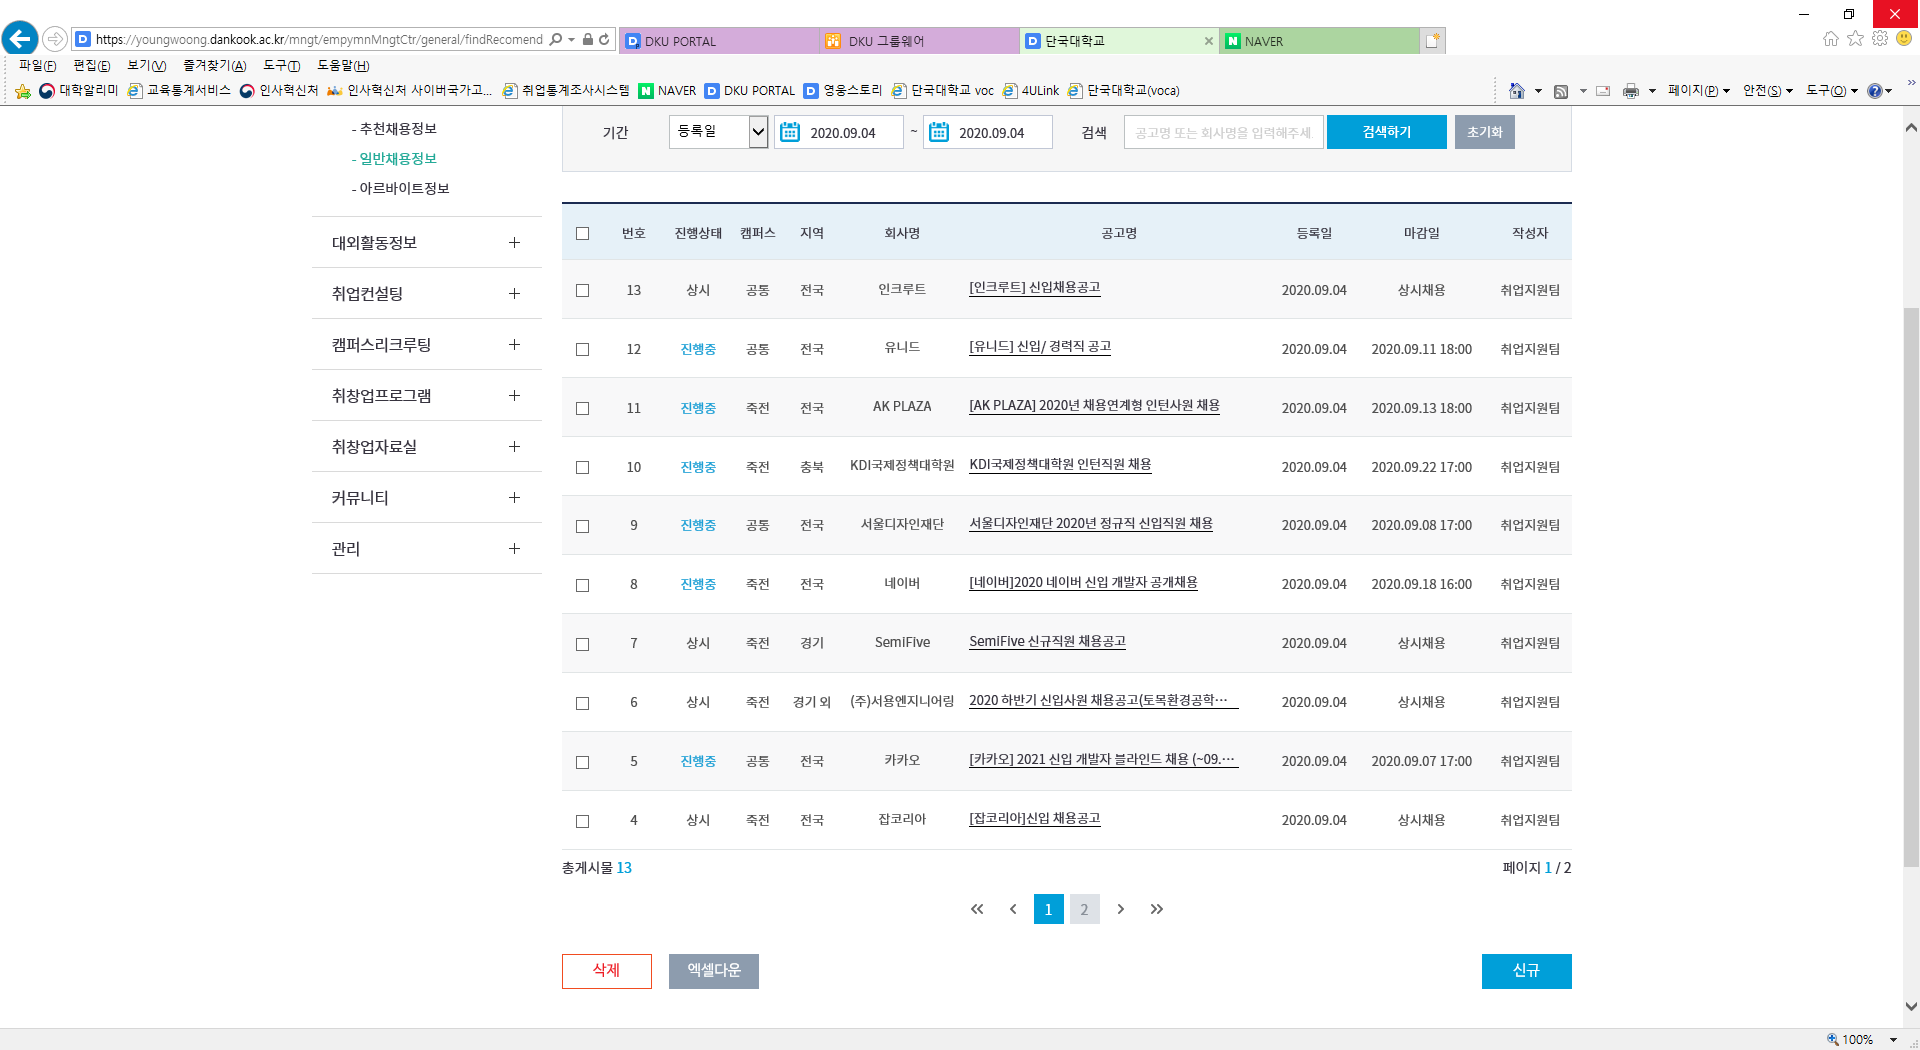 https://youngwoong.dankook.ac.kr/mngt/empymnMngtCtr/general/findRecomend
DKU PORTAL
DKU 그룹웨어
단국대학교
NAVER
파일(F) 편집(E) 보기(V) 즐겨찾기(A) 도구(T) 도움말(H)
대학알리미 교육통계서비스 인사혁신처 인사혁신처 사이버국가고... 취업통계조사시스템 NAVER DKU PORTAL 영웅스토리 단국대학교 voc 4ULink 단국대학교(voca)
페이지(P) 안전(S) 도구(O)
- 추천채용정보
- 일반채용정보
- 아르바이트정보
대외활동정보
취업컨설팅
캠퍼스리크루팅
취창업프로그램
취창업자료실
커뮤니티
관리
기간 등록일 2020.09.04 ~ 2020.09.04 검색 공고명 또는 회사명을 입력해주세. 검색하기 초기화
번호 진행상태 캠퍼스 지역 회사명 공고명 등록일 마감일 작성자
13 상시 공통 전국 인크루트 [인크루트] 신입채용공고 2020.09.04 상시채용 취업지원팀
12 진행중 공통 전국 유니드 [유니드] 신입/ 경력직 공고 2020.09.04 2020.09.11 18:00 취업지원팀
11 진행중 죽전 전국 AK PLAZA [AK PLAZA] 2020년 채용연계형 인턴사원 채용 2020.09.04 2020.09.13 18:00 취업지원팀
10 진행중 죽전 충북 KDI국제정책대학원 KDI국제정책대학원 인턴직원 채용 2020.09.04 2020.09.22 17:00 취업지원팀
9 진행중 공통 전국 서울디자인재단 서울디자인재단 2020년 정규직 신입직원 채용 2020.09.04 2020.09.08 17:00 취업지원팀
8 진행중 죽전 전국 네이버 [네이버]2020 네이버 신입 개발자 공개채용 2020.09.04 2020.09.18 16:00 취업지원팀
7 상시 죽전 경기 SemiFive SemiFive 신규직원 채용공고 2020.09.04 상시채용 취업지원팀
6 상시 죽전 경기 외 (주)서용엔지니어링 2020 하반기 신입사원 채용공고(토목환경공학⋯ 2020.09.04 상시채용 취업지원팀
5 진행중 공통 전국 카카오 [카카오] 2021 신입 개발자 블라인드 채용 (~09.⋯ 2020.09.04 2020.09.07 17:00 취업지원팀
4 상시 죽전 전국 잡코리아 [잡코리아]신입 채용공고 2020.09.04 상시채용 취업지원팀
총게시물 13
페이지 1 / 2
1 2
삭제 엑셀다운 신규
100%